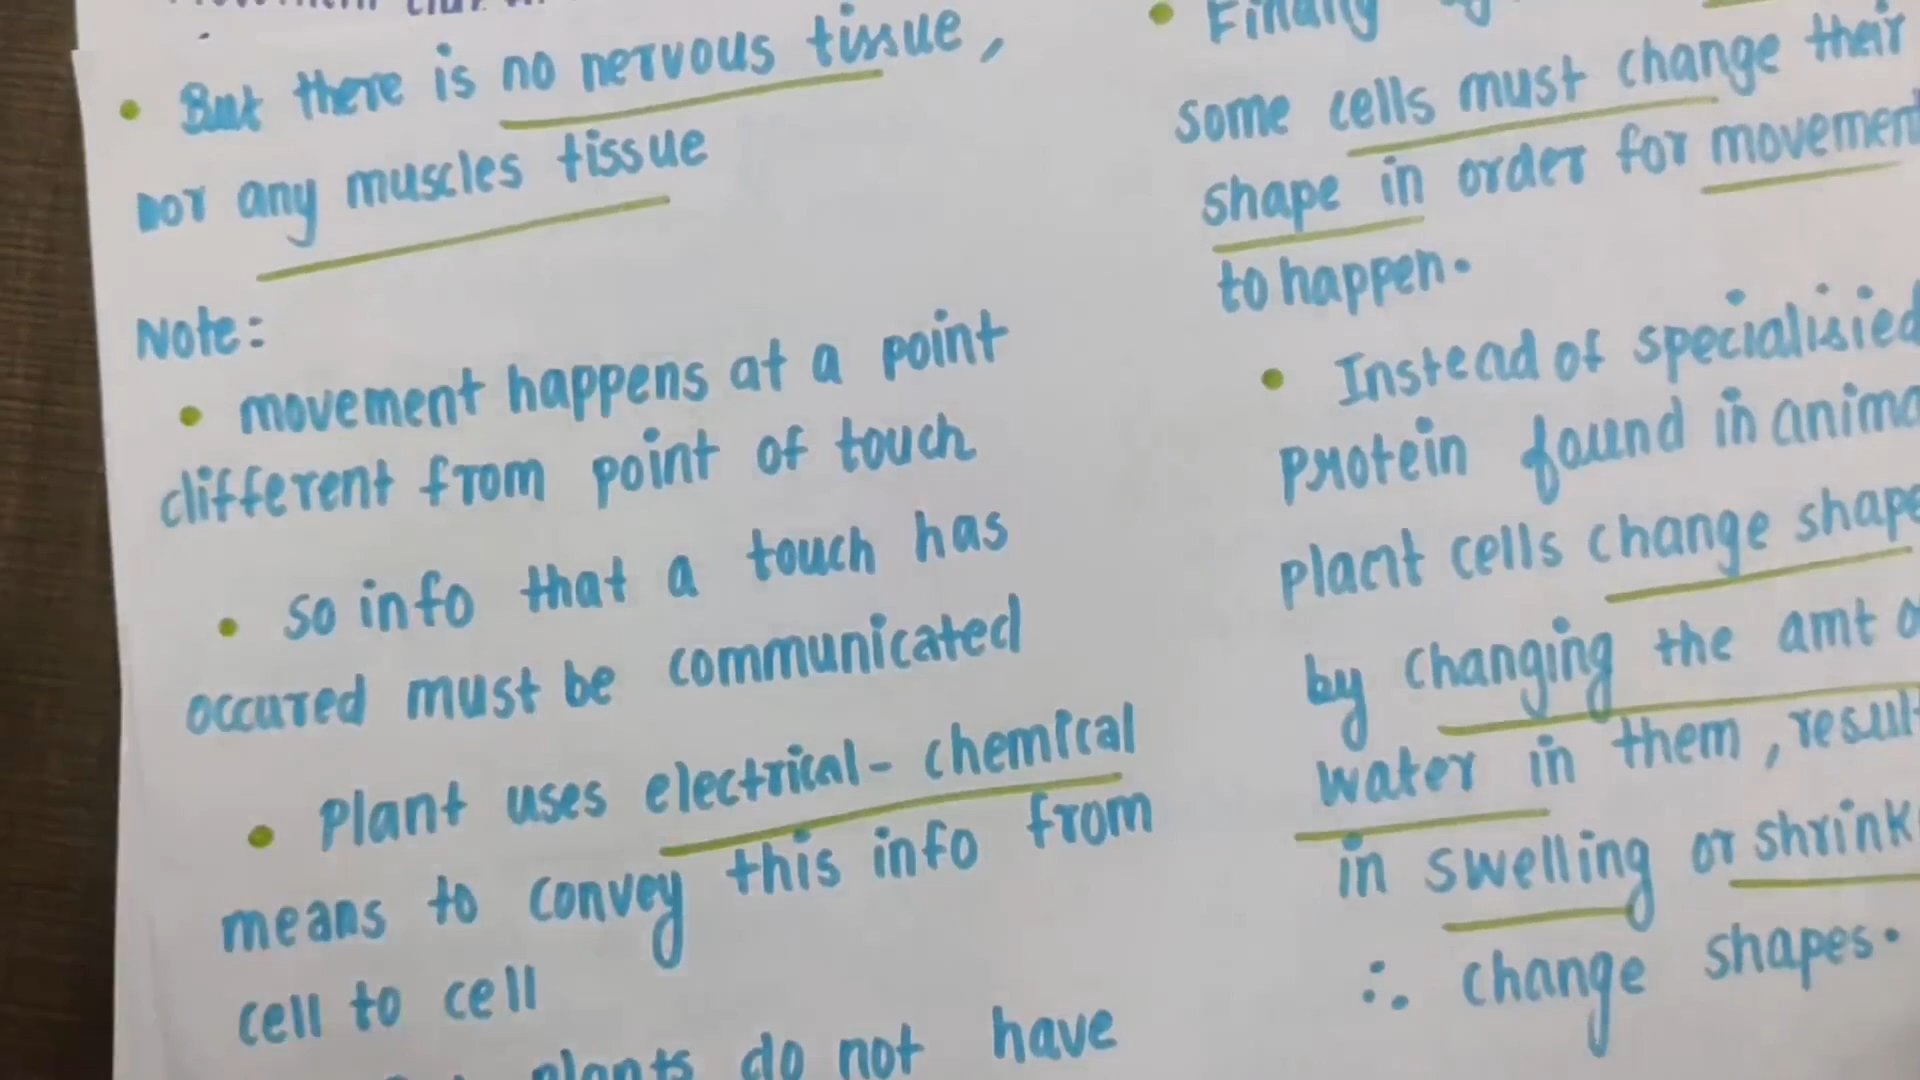 • But there is no nervous tissue,
nor any muscles tissue
Note:
• movement happens at a point
different from point of touch
• so info that a touch has
occured must be communicated
• Plant uses electrical - chemical
means to convey this info from
cell to cell
plants do not have
• Finally
some cells must change their
shape in order for movement
to happen.
• Instead of specialisied
protein found in anima
plant cells change shape
by changing the amt o
water in them, result
in swelling or shrink
∴ change shapes.